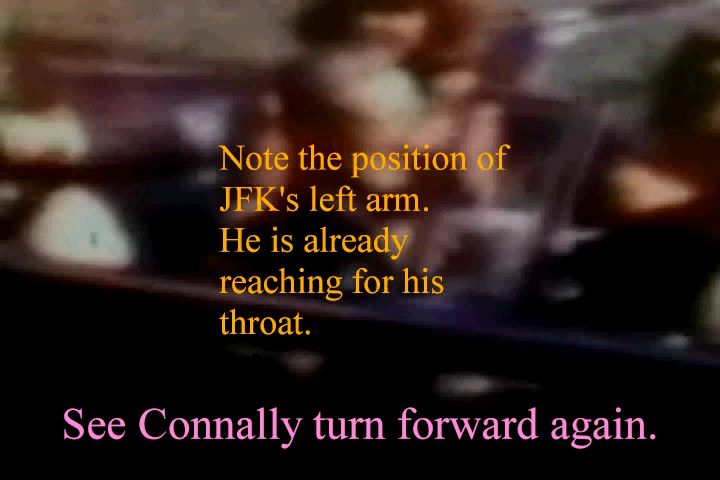 Note the position of
JFK's left arm.
He is already
reaching for his
throat.
See Connally turn forward again.